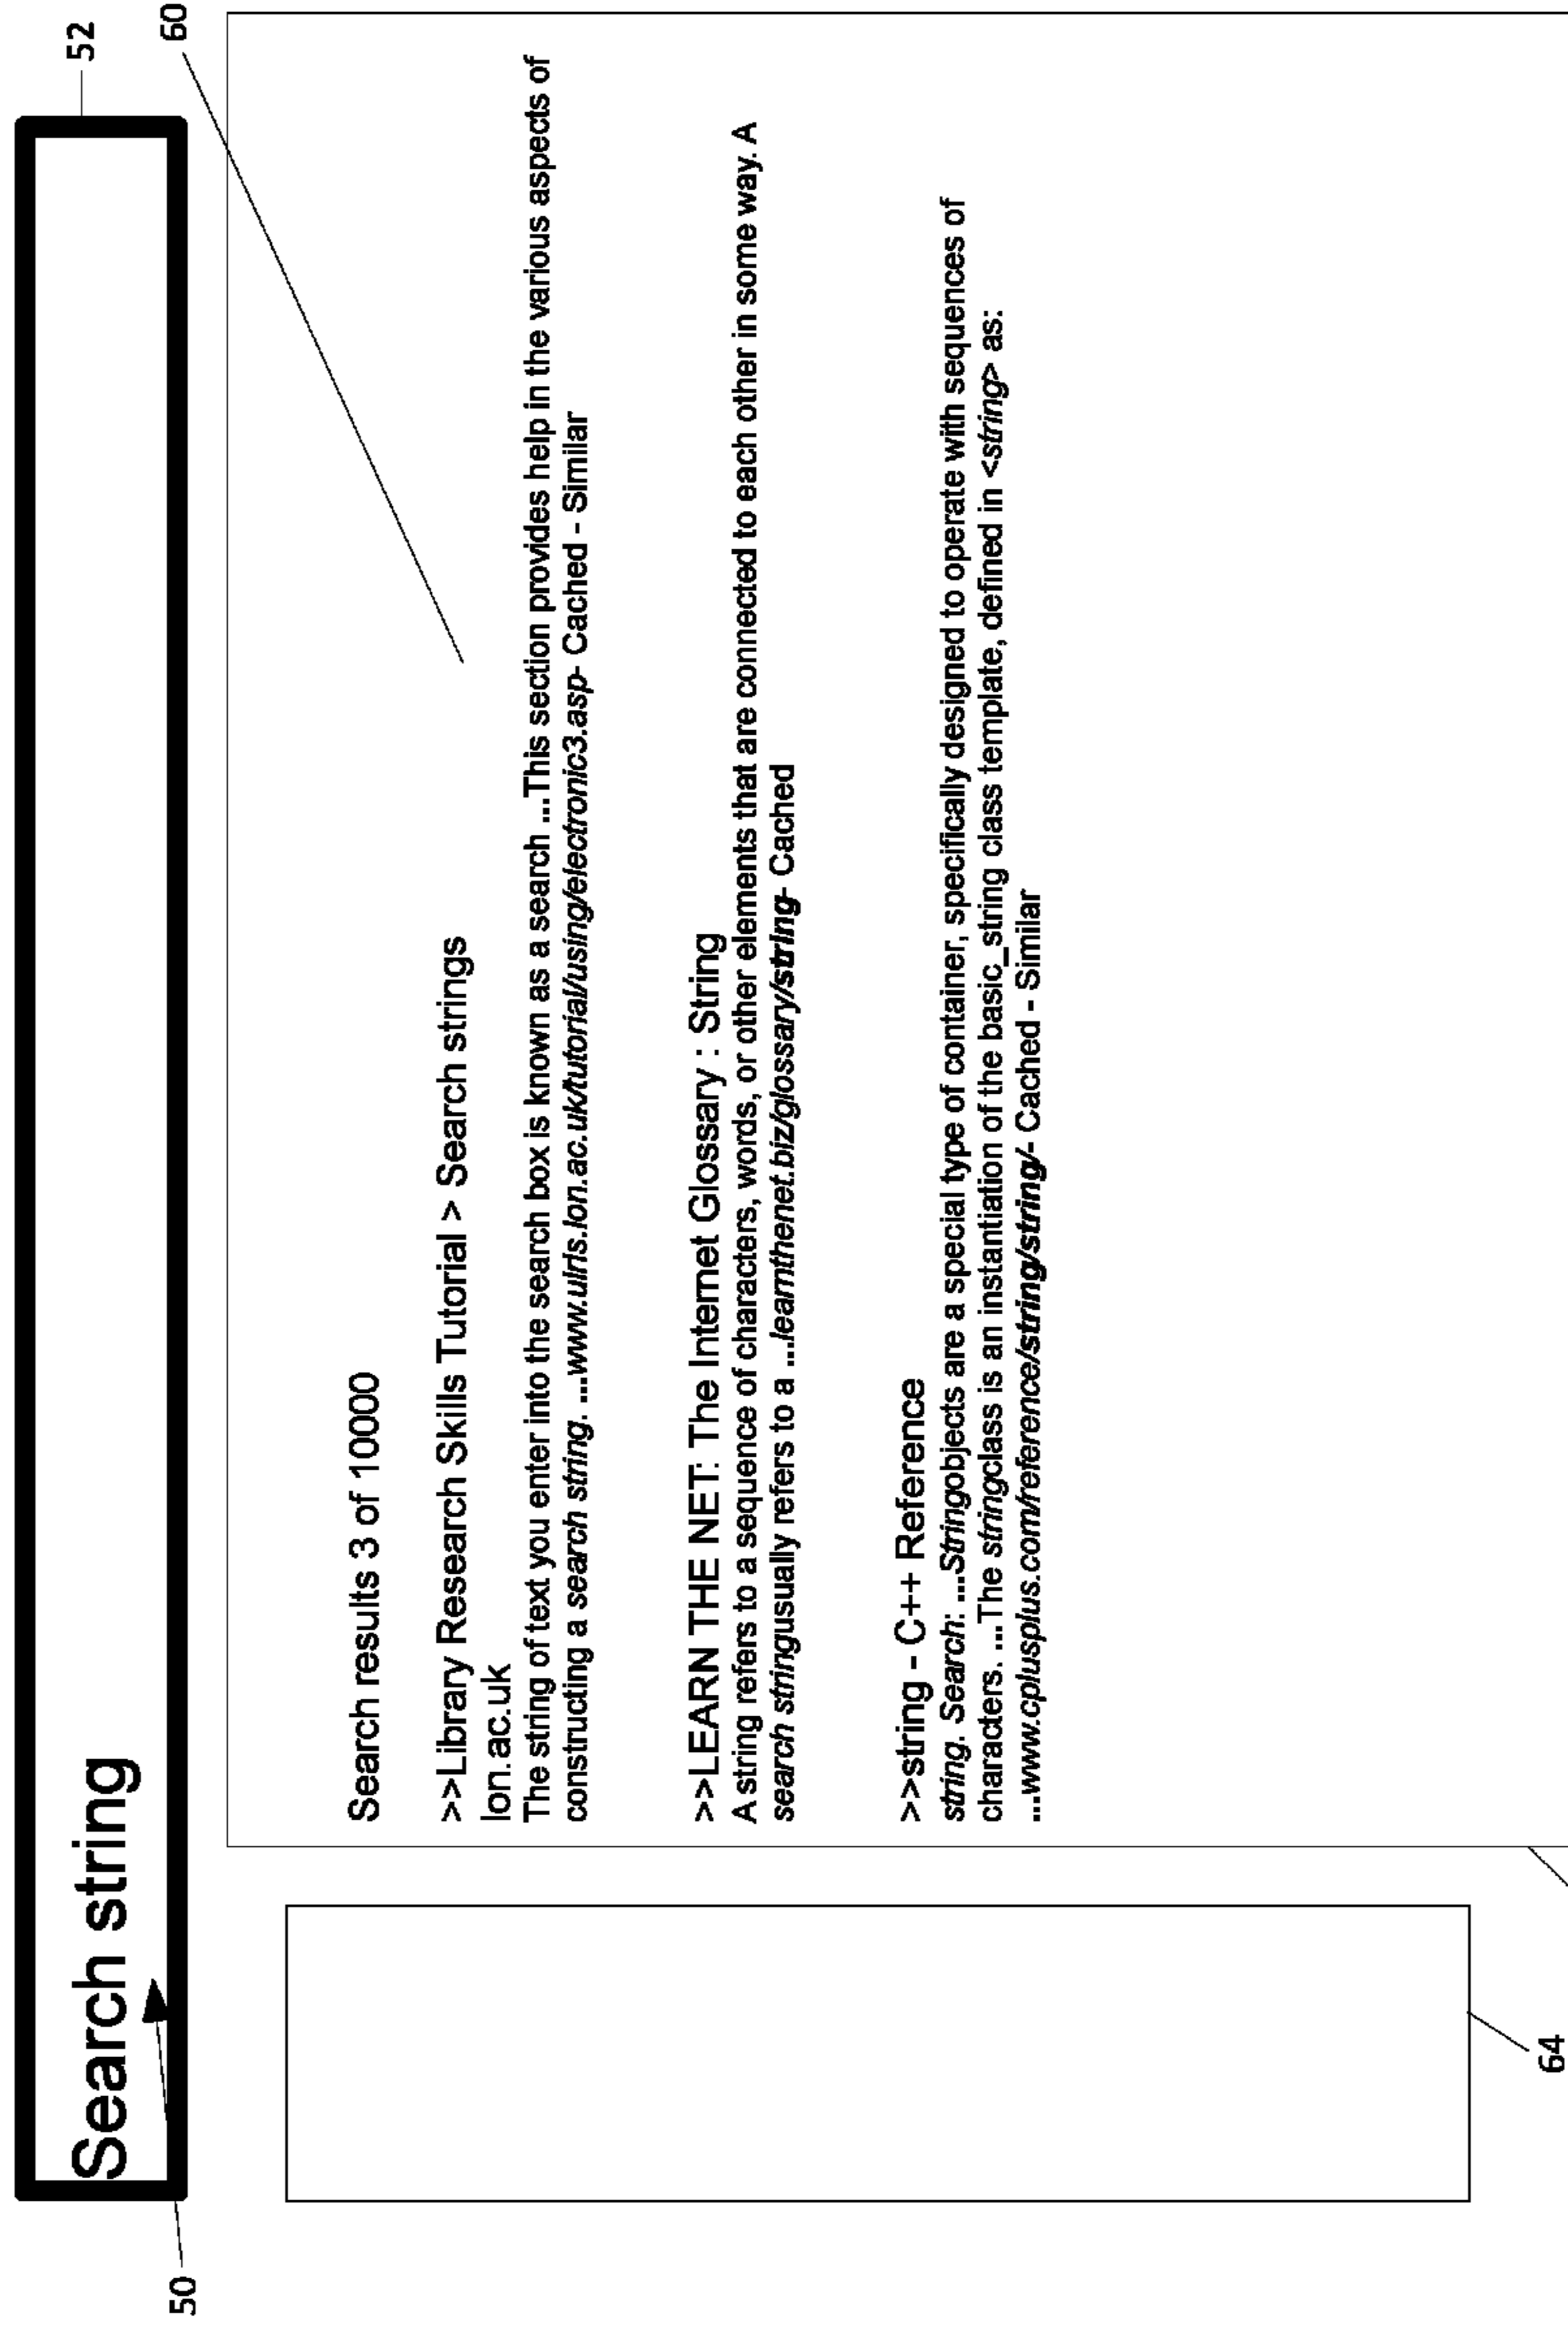 52
Search string
50
60
Search results 3 of 10000
>>Library Research Skills Tutorial > Search strings
lon.ac.uk
The string of text you enter into the search box is known as a search ...This section provides help in the various aspects of
constructing a search string. ...www.ulrls.lon.ac.uk/tutorial/using/electronic3.asp- Cached - Similar
>>LEARN THE NET: The Internet Glossary : String
A string refers to a sequence of characters, words, or other elements that are connected to each other in some way. A
search stringusually refers to a ...learnthenet.biz/glossary/string- Cached
>>string - C++ Reference
string. Search: ...Stringobjects are a special type of container, specifically designed to operate with sequences of
characters. ...The stringclass is an instantiation of the basic_string class template, defined in <string> as:
...www.cplusplus.com/reference/string/string/- Cached - Similar
64